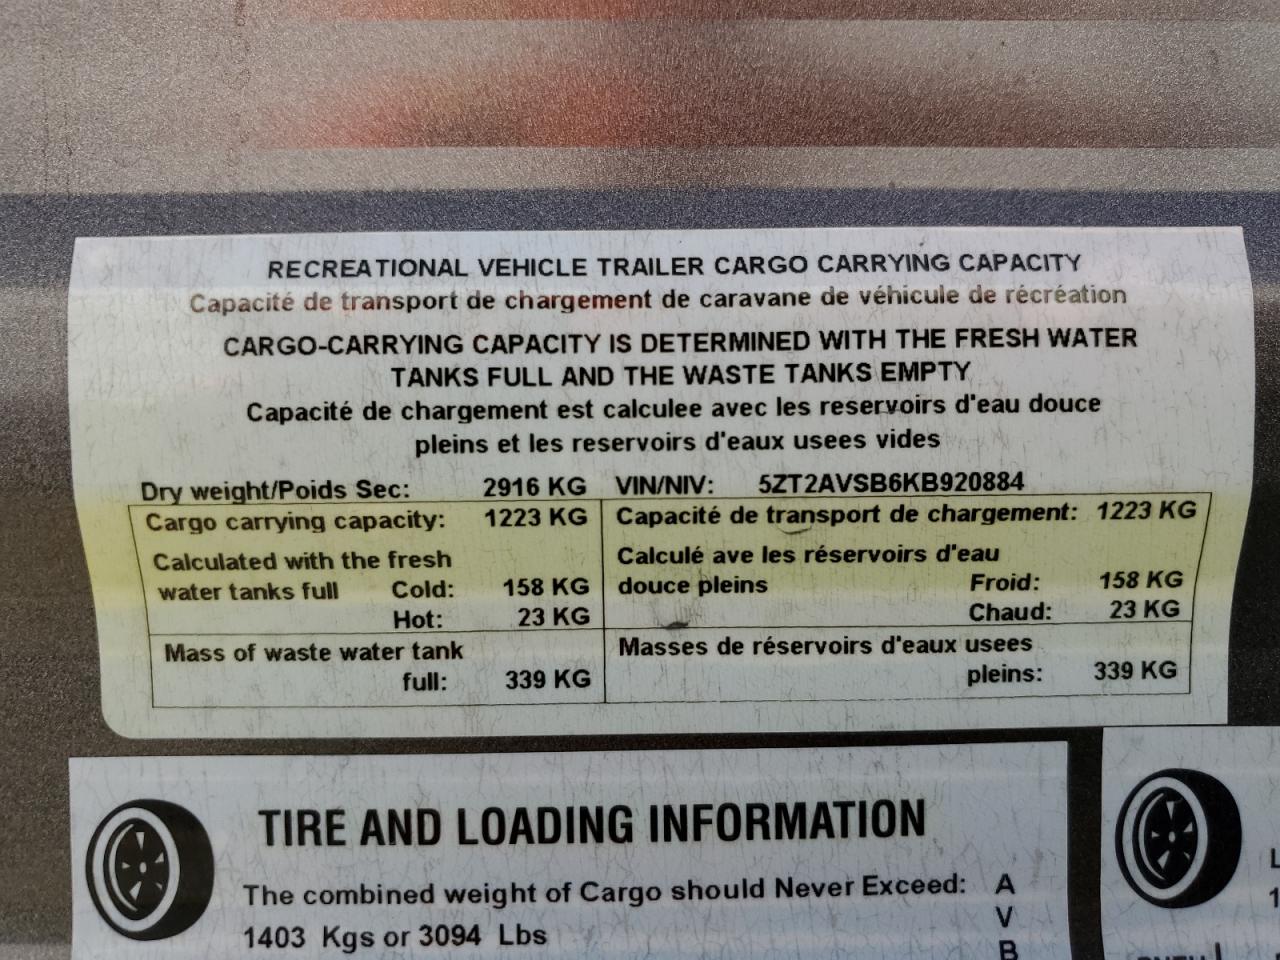 RECREATIONAL VEHICLE TRAILER CARGO CARRYING CAPACITY
Capacité de transport de chargement de caravane de véhicule de récréation
CARGO-CARRYING CAPACITY IS DETERMINED WITH THE FRESH WATER
TANKS FULL AND THE WASTE TANKS EMPTY
Capacité de chargement est calculee avec les reservoirs d'eau douce
pleins et les reservoirs d'eaux usees vides
Dry weight/Poids Sec: 2916 KG VIN/NIV: 5ZT2AVSB6KB920884
Cargo carrying capacity: 1223 KG Capacité de transport de chargement: 1223 KG
Calculated with the fresh Calculé ave les réservoirs d'eau
water tanks full Cold: 158 KG douce pleins Froid: 158 KG
Hot: 23 KG Chaud: 23 KG
Mass of waste water tank Masses de réservoirs d'eaux usees
full: 339 KG pleins: 339 KG
TIRE AND LOADING INFORMATION
The combined weight of Cargo should Never Exceed: A
V
1403 Kgs or 3094 Lbs B